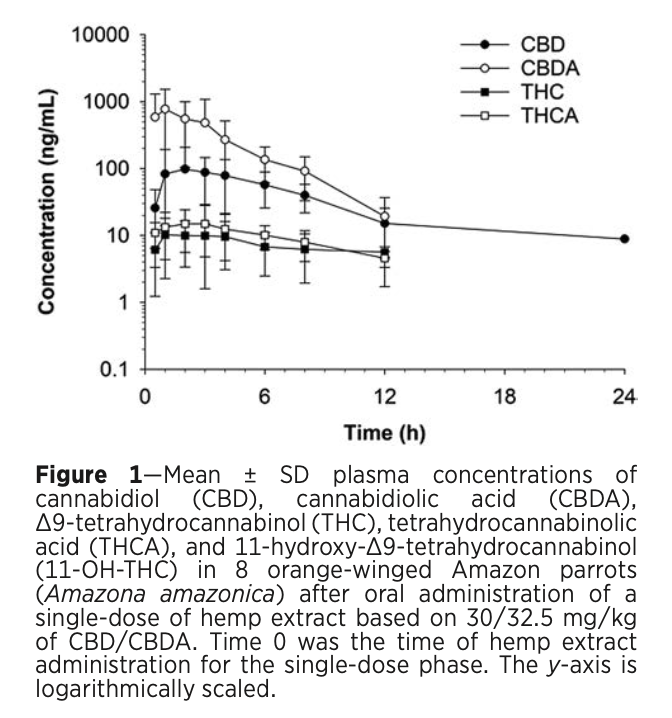 10000
1000
100
10
1
0.1
Concentration (ng/mL)
CBD
CBDA
THC
THCA
0 6 12 18 24
Time (h)
Figure 1—Mean ± SD plasma concentrations of
cannabidiol (CBD), cannabidiolic acid (CBDA),
Δ9-tetrahydrocannabinol (THC), tetrahydrocannabinolic
acid (THCA), and 11-hydroxy-Δ9-tetrahydrocannabinol
(11-OH-THC) in 8 orange-winged Amazon parrots
(Amazona amazonica) after oral administration of a
single-dose of hemp extract based on 30/32.5 mg/kg
of CBD/CBDA. Time 0 was the time of hemp extract
administration for the single-dose phase. The y-axis is
logarithmically scaled.